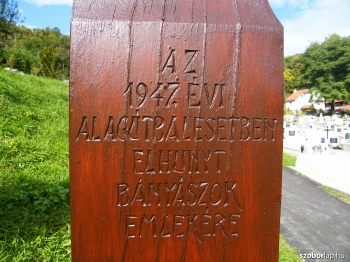 AZ
1947. ÉVI
ALAGÚTBALESETBEN
ELHUNYT
BÁNYÁSZOK
EMLÉKÉRE
szoborlap.hu